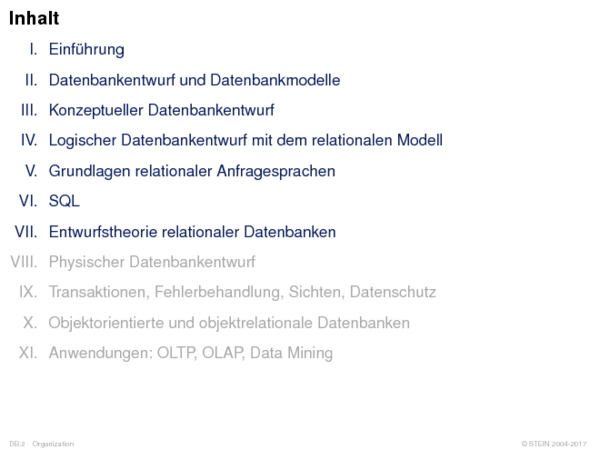 Inhalt
I. Einführung
II. Datenbankentwurf und Datenbankmodelle
III. Konzeptueller Datenbankentwurf
IV. Logischer Datenbankentwurf mit dem relationalen Modell
V. Grundlagen relationaler Anfragesprachen
VI. SQL
VII. Entwurfstheorie relationaler Datenbanken
VIII. Physischer Datenbankentwurf
IX. Transaktionen, Fehlerbehandlung, Sichten, Datenschutz
X. Objektorientierte und objektrelationale Datenbanken
XI. Anwendungen: OLTP, OLAP, Data Mining
DB:2 Organization © STEIN 2004-2017